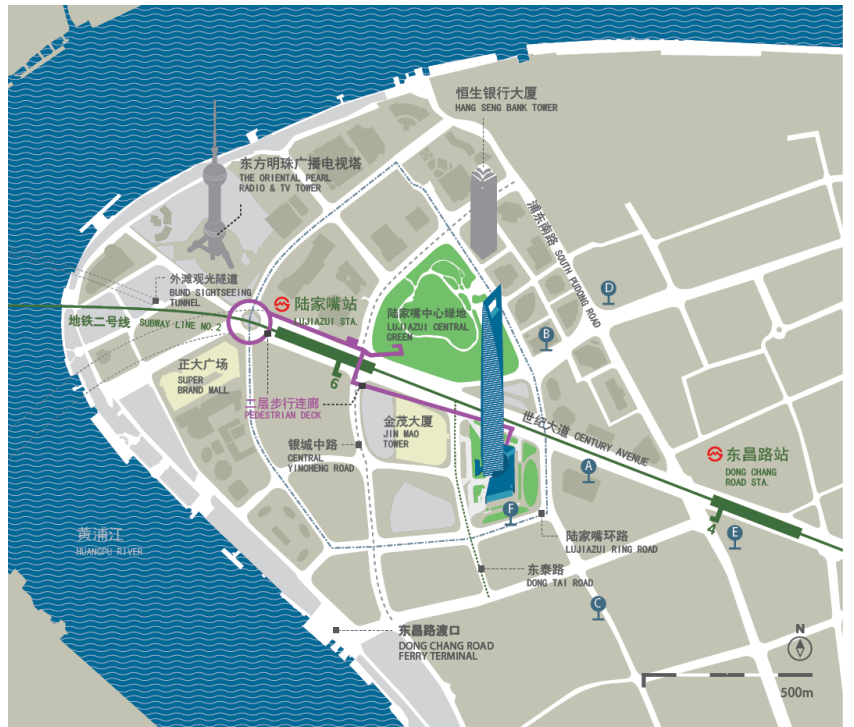 恒生银行大厦
HANG SENG BANK TOWER
东方明珠广播电视塔
THE ORIENTAL PEARL
RADIO & TV TOWER
浦东南路 SOUTH PUDONG ROAD
外滩观光隧道
BUND SIGHTSEEING
TUNNEL
D
陆家嘴站
LUJIAZUI STA.
陆家嘴中心绿地
LUJIAZUI CENTRAL
GREEN
地铁二号线 SUBWAY LINE NO.2
B
正大广场
SUPER
BRAND MALL
6
二层步行连廊
PEDESTRIAN DECK
金茂大厦
JIN MAO
TOWER
世纪大道 CENTURY AVENUE
银城中路
CENTRAL
YINCHENG ROAD
东昌路站
DONG CHANG
ROAD STA.
A
F
4
E
黄浦江
HUANGPU RIVER
陆家嘴环路
LUJIAZUI RING ROAD
东泰路
DONG TAI ROAD
C
东昌路渡口
DONG CHANG ROAD
FERRY TERMINAL
N
500m